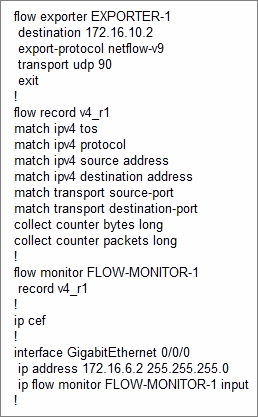 flow exporter EXPORTER-1
destination 172.16.10.2
export-protocol netflow-v9
transport udp 90
exit
!
flow record v4_r1
match ipv4 tos
match ipv4 protocol
match ipv4 source address
match ipv4 destination address
match transport source-port
match transport destination-port
collect counter bytes long
collect counter packets long
!
flow monitor FLOW-MONITOR-1
record v4_r1
!
ip cef
!
interface GigabitEthernet 0/0/0
ip address 172.16.6.2 255.255.255.0
ip flow monitor FLOW-MONITOR-1 input
!